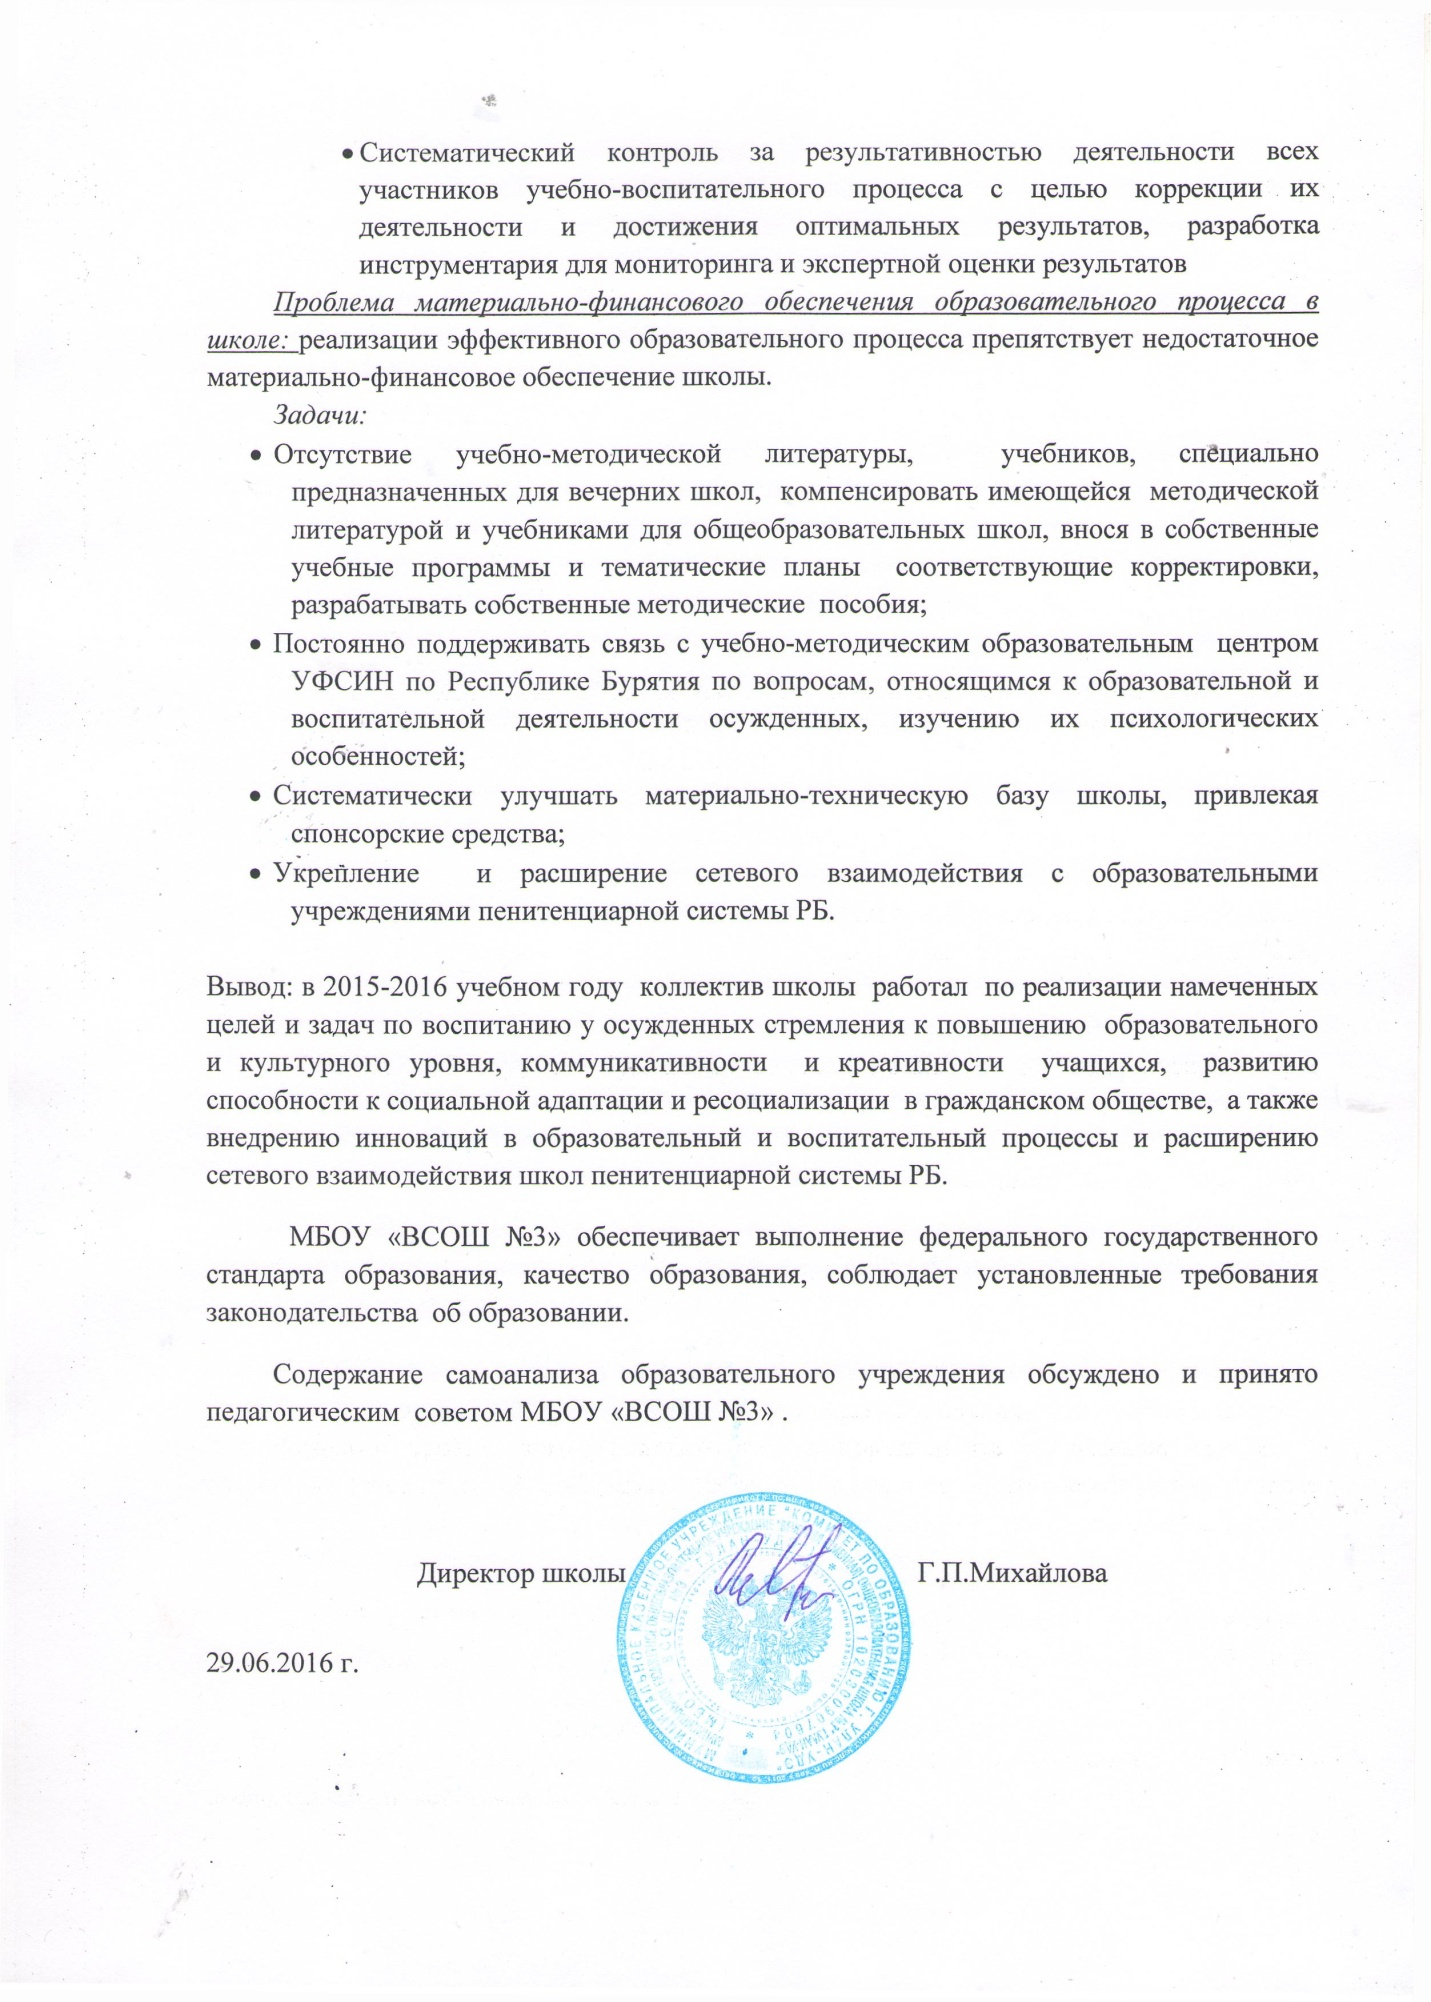 • Систематический контроль за результативностью деятельности всех
участников учебно-воспитательного процесса с целью коррекции их
деятельности и достижения оптимальных результатов, разработка
инструментария для мониторинга и экспертной оценки результатов
Проблема материально-финансового обеспечения образовательного процесса в
школе: реализации эффективного образовательного процесса препятствует недостаточное
материально-финансовое обеспечение школы.
Задачи:
• Отсутствие учебно-методической литературы, учебников, специально
предназначенных для вечерних школ, компенсировать имеющейся методической
литературой и учебниками для общеобразовательных школ, внося в собственные
учебные программы и тематические планы соответствующие корректировки,
разрабатывать собственные методические пособия;
• Постоянно поддерживать связь с учебно-методическим образовательным центром
УФСИН по Республике Бурятия по вопросам, относящимся к образовательной и
воспитательной деятельности осужденных, изучению их психологических
особенностей;
• Систематически улучшать материально-техническую базу школы, привлекая
спонсорские средства;
• Укрепление и расширение сетевого взаимодействия с образовательными
учреждениями пенитенциарной системы РБ.
Вывод: в 2015-2016 учебном году коллектив школы работал по реализации намеченных
целей и задач по воспитанию у осужденных стремления к повышению образовательного
и культурного уровня, коммуникативности и креативности учащихся, развитию
способности к социальной адаптации и ресоциализации в гражданском обществе, а также
внедрению инноваций в образовательный и воспитательный процессы и расширению
сетевого взаимодействия школ пенитенциарной системы РБ.
МБОУ «ВСОШ №3» обеспечивает выполнение федерального государственного
стандарта образования, качество образования, соблюдает установленные требования
законодательства об образовании.
Содержание самоанализа образовательного учреждения обсуждено и принято
педагогическим советом МБОУ «ВСОШ №3» .
Директор школы Г.П.Михайлова
МУНИЦИПАЛЬНОЕ КАЗЕННОЕ УЧРЕЖДЕНИЕ "КОМИТЕТ ПО ОБРАЗОВАНИЮ Г. УЛАН-УДЭ"
29.06.2016 г.